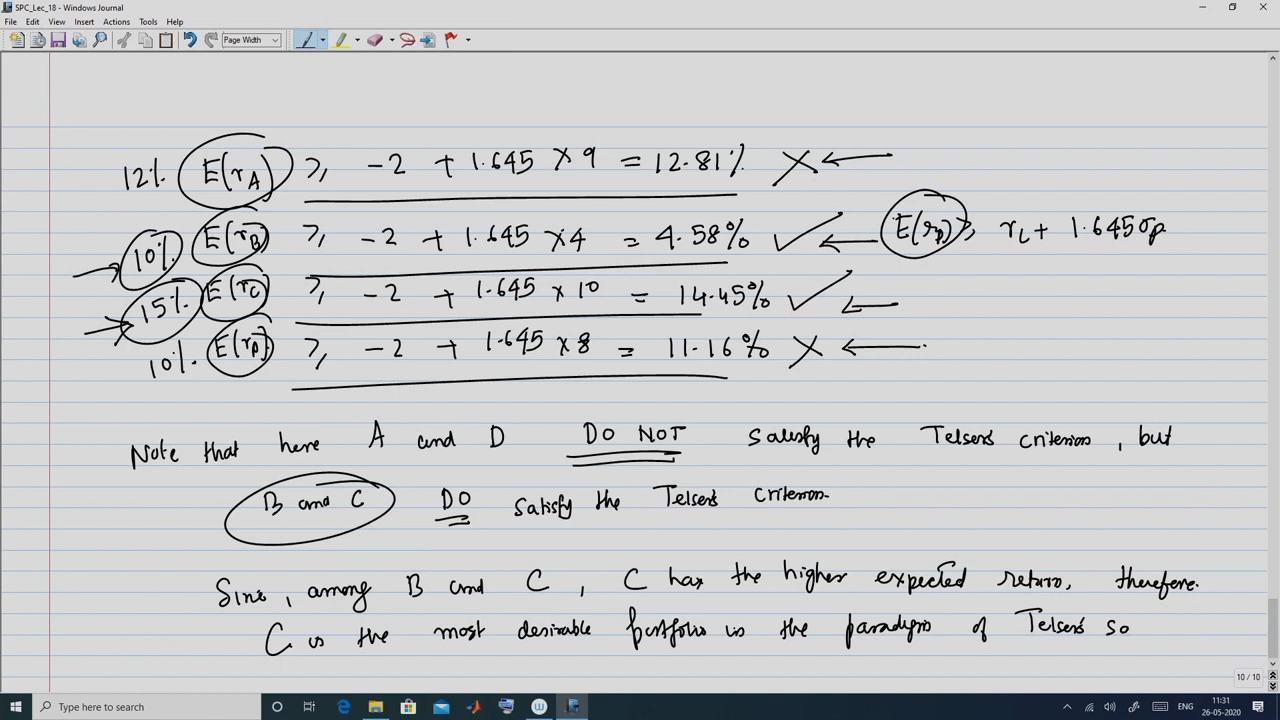 SPC_Lec_18 - Windows Journal
File Edit View Insert Actions Tools Help
Page Width
12% E(rA) ≥ -2 + 1.645 × 9 = 12.81% ✗ ←
10% E(rB) ≥ -2 + 1.645 × 4 = 4.58% ✓ ← E(rp) ≥ rL + 1.645σp
15% E(rC) ≥ -2 + 1.645 × 10 = 14.45% ✓ ←
10% E(rD) ≥ -2 + 1.645 × 8 = 11.16% ✗ ←
Note that here A and D DO NOT satisfy the Telser's criterion, but
B and C DO satisfy the Telser's criterion.
Since, among B and C, C has the higher expected return, therefore.
C is the most desirable portfolio in the paradigm of Telser's so
10 / 10
Type here to search
ENG
11:31
26-05-2020